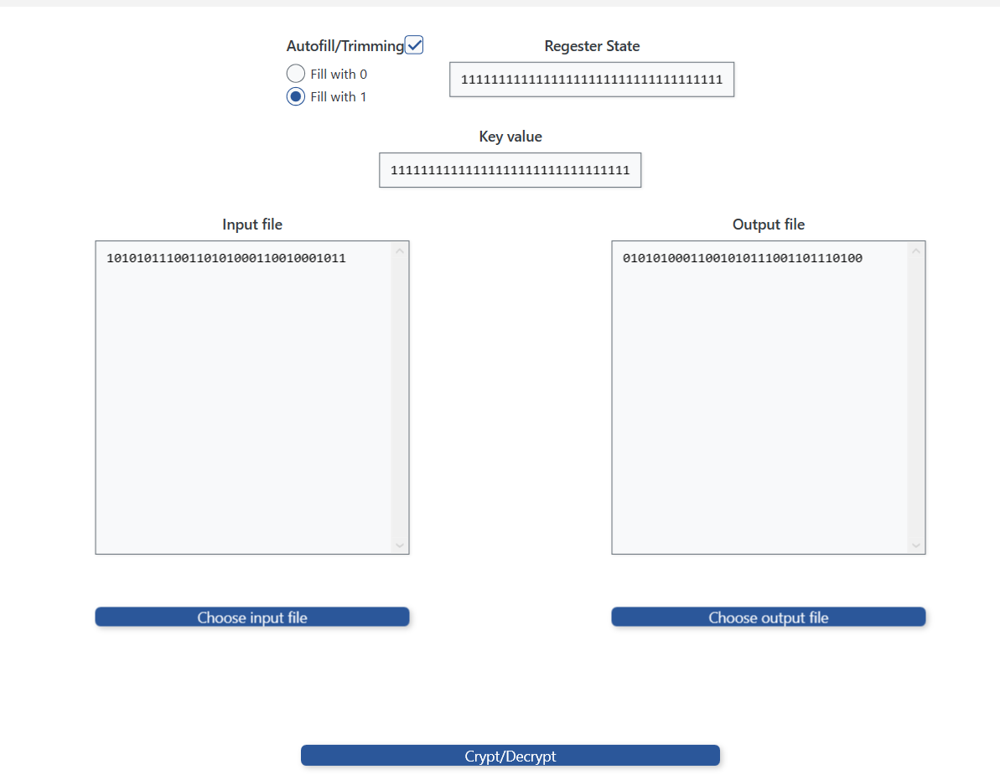 Autofill/Trimming
Regester State
Fill with 0
11111111111111111111111111111111111
Fill with 1
Key value
11111111111111111111111111111111
Input file
Output file
10101011100110101000110010001011
01010100011001010111001101110100
Choose input file
Choose output file
Crypt/Decrypt